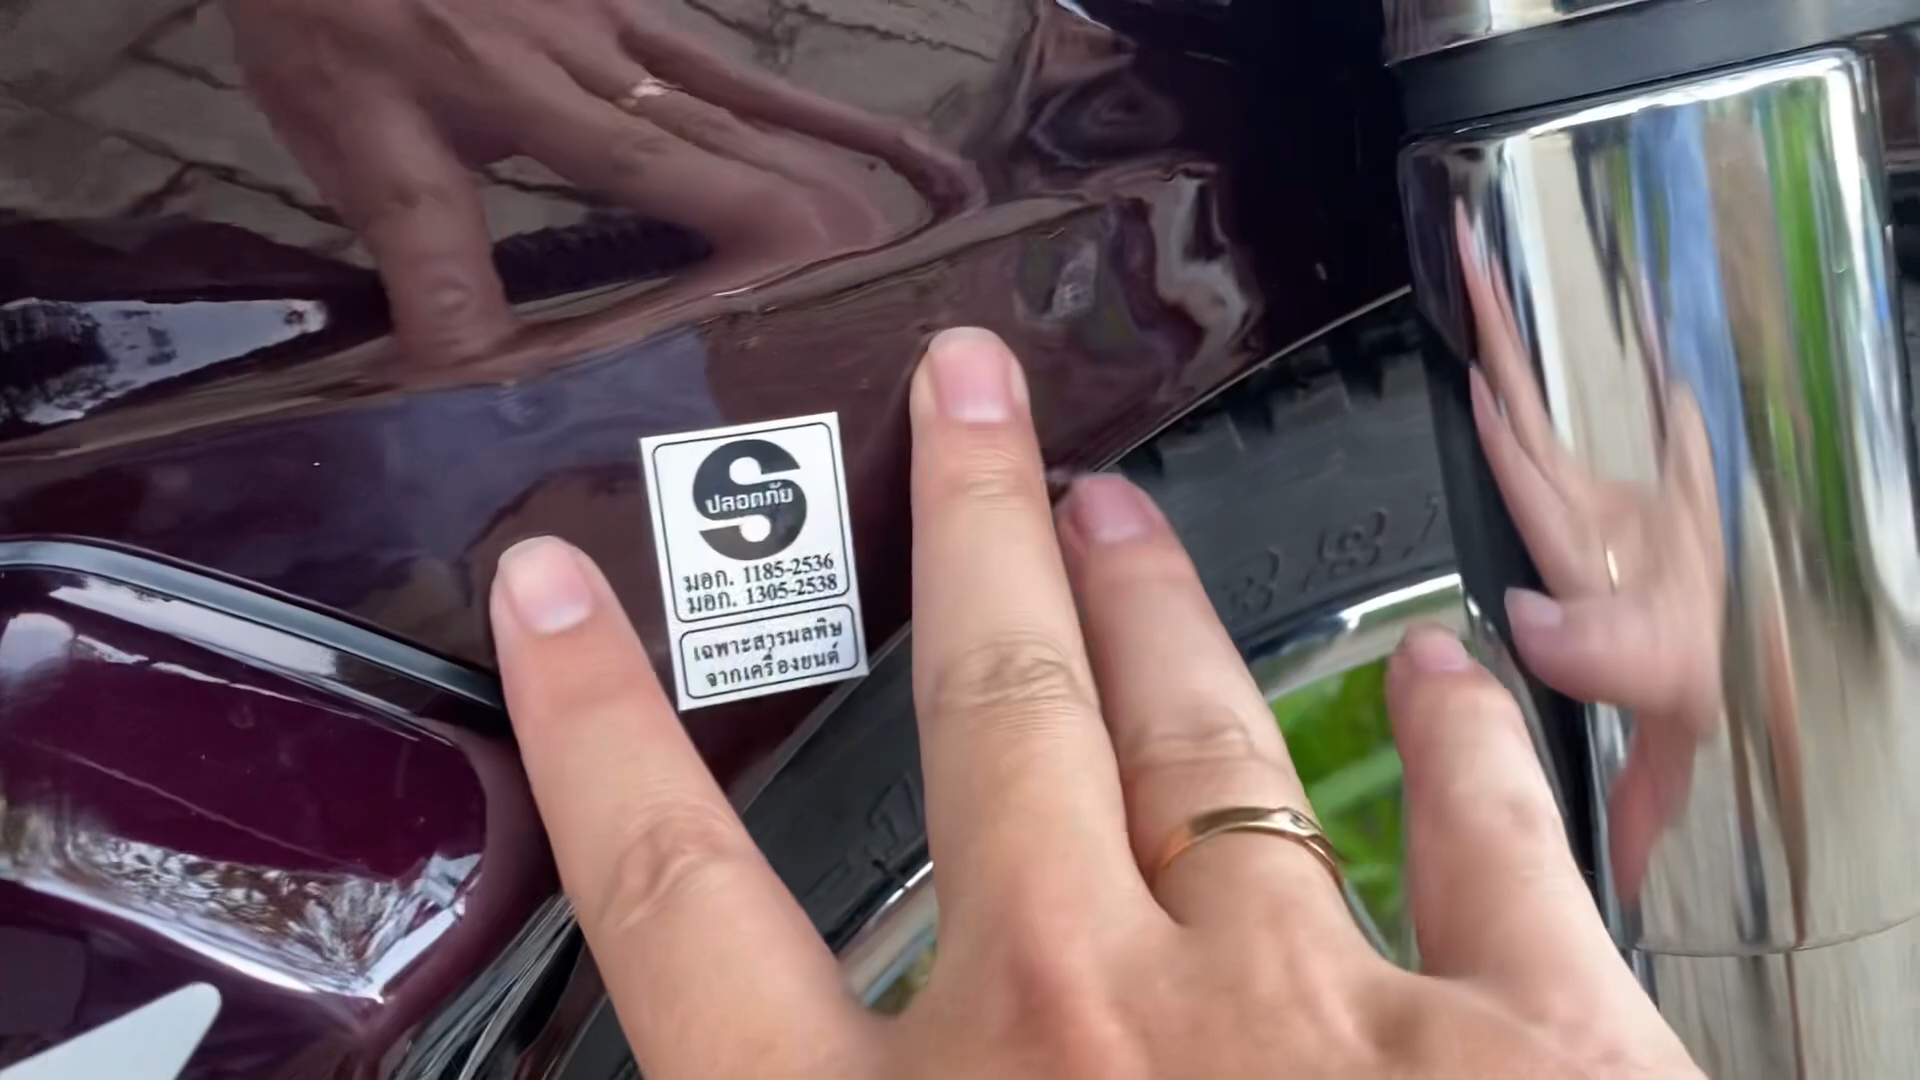 ปลอดภัย
มอก. 1185-2536
มอก. 1305-2538
เฉพาะสารมลพิษ
จากเครื่องยนต์